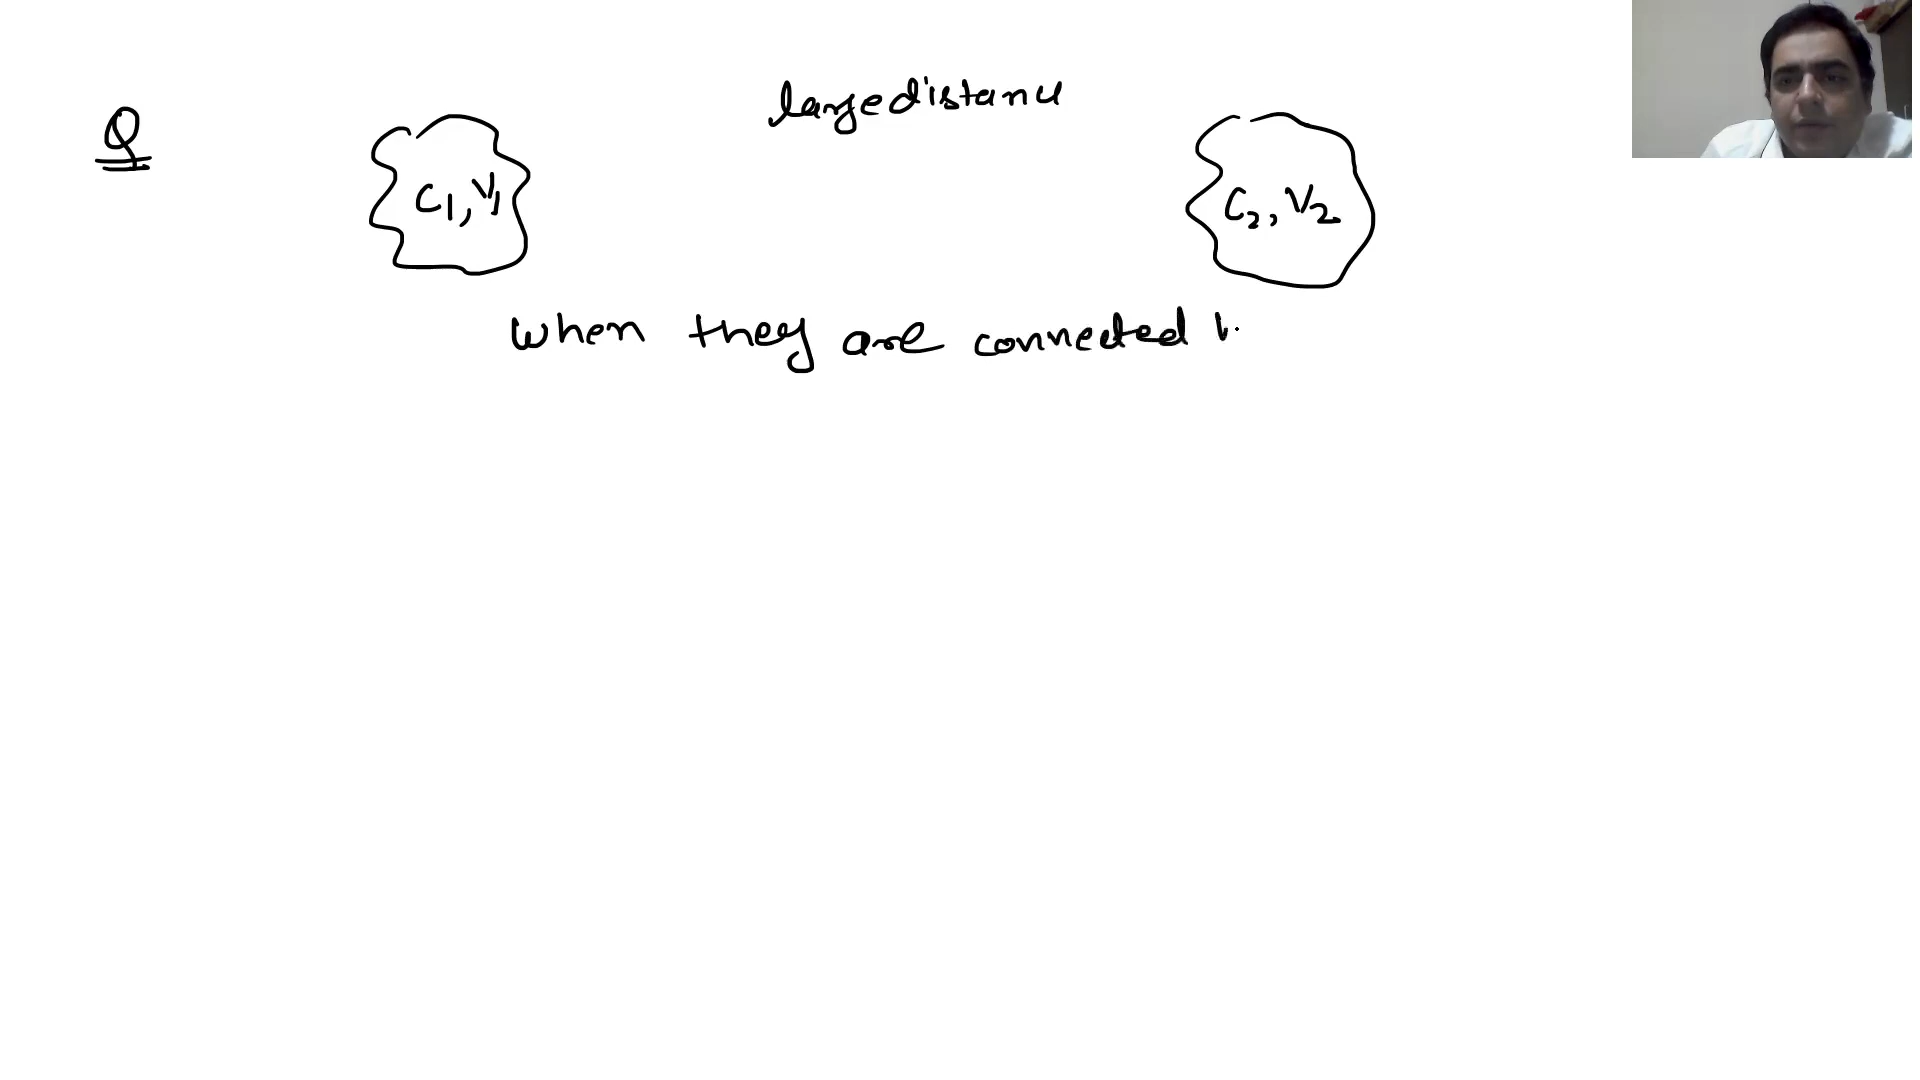 large distance
Q
C1, V1
C2, V2
when they are connected